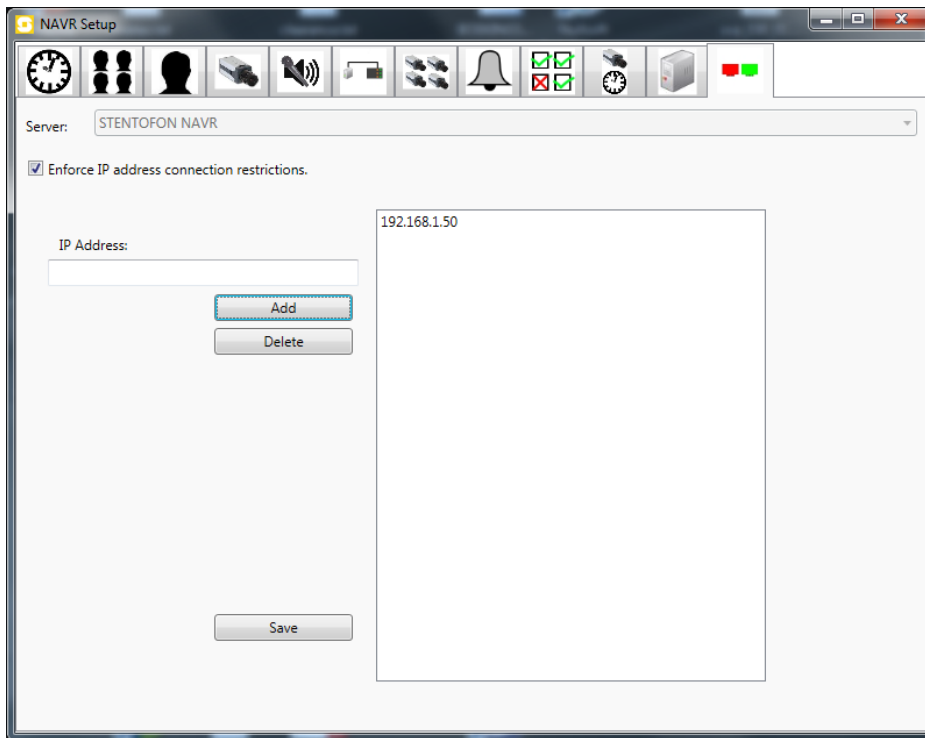 NAVR Setup
Server:
STENTOFON NAVR
Enforce IP address connection restrictions.
192.168.1.50
IP Address:
Add
Delete
Save